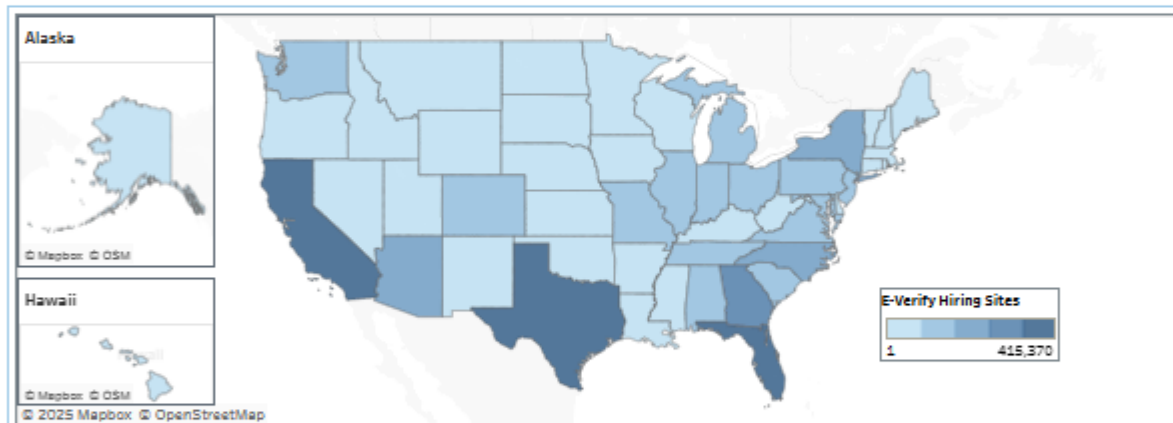 Alaska
© Mapbox © OSM
Hawaii
© Mapbox © OSM
© 2025 Mapbox © OpenStreetMap
E-Verify Hiring Sites
1 415,370